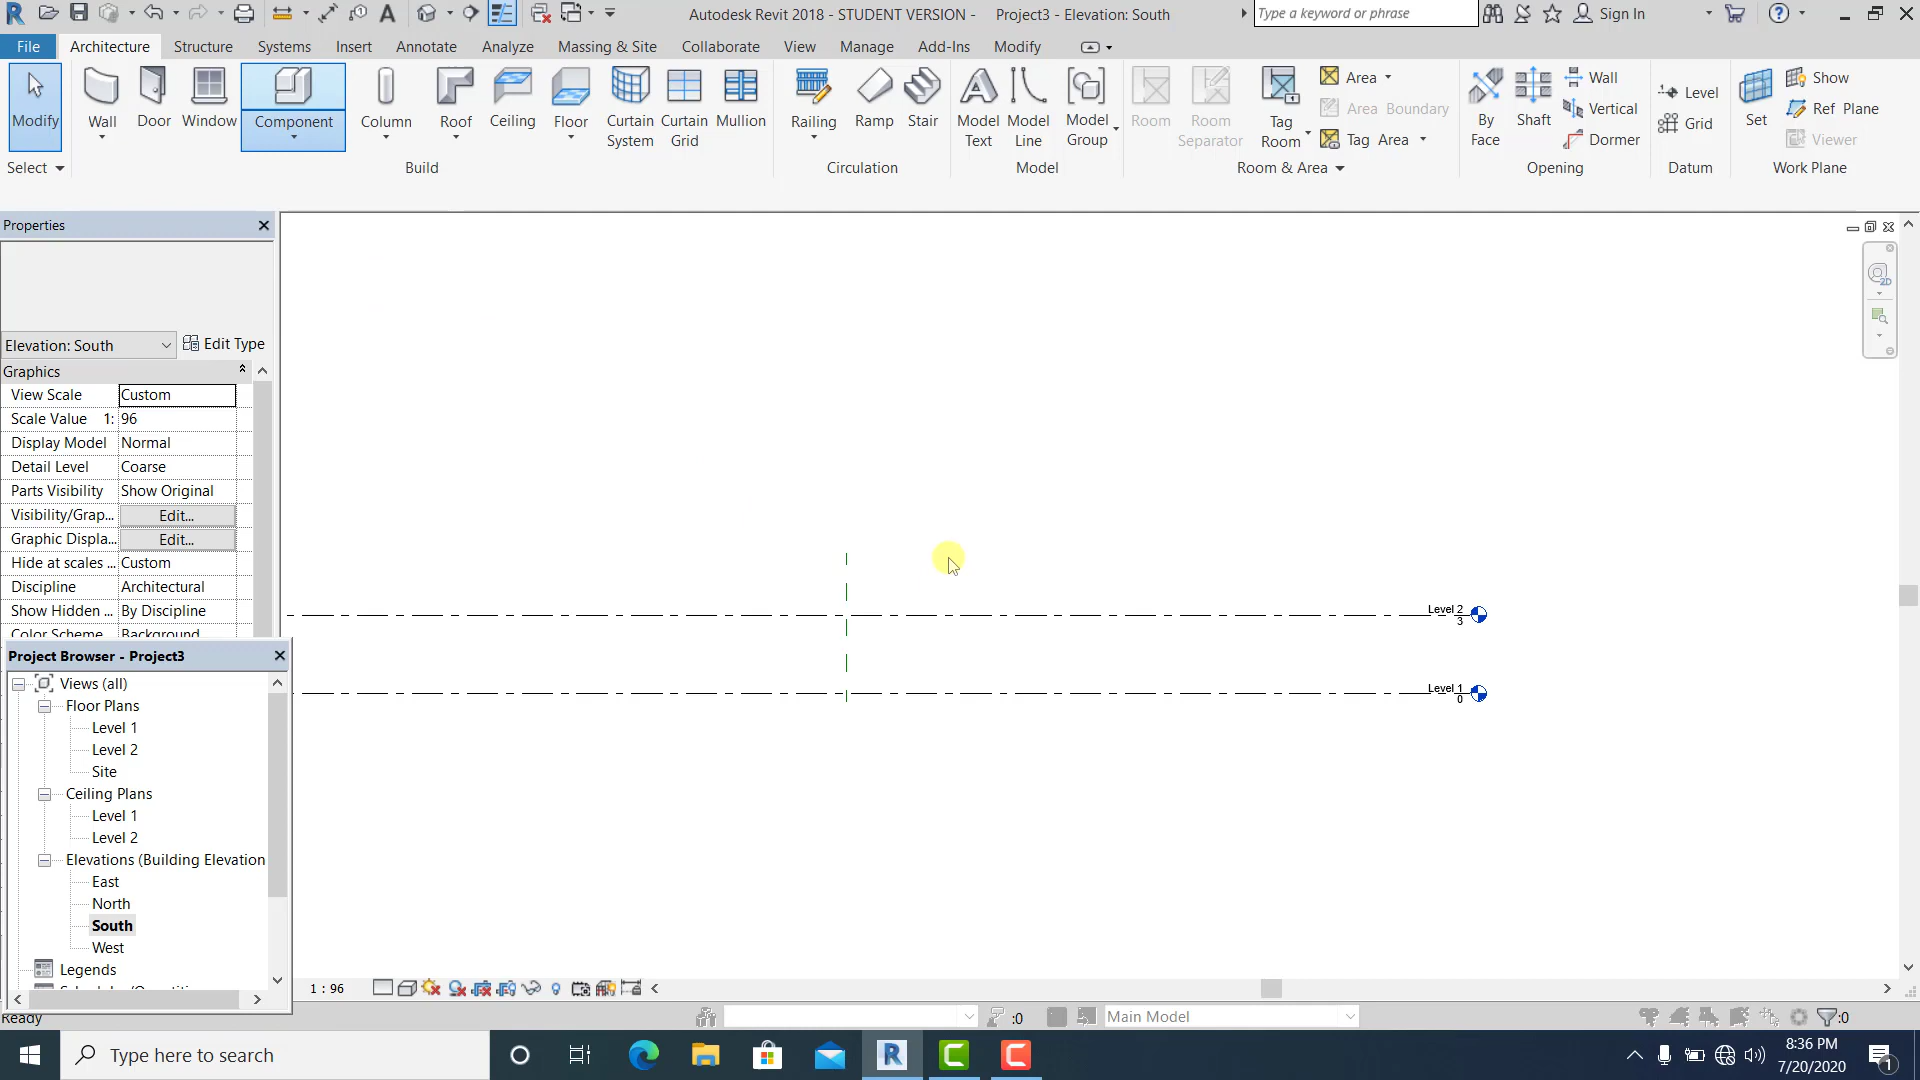 Autodesk Revit 2018 - STUDENT VERSION - Project3 - Elevation: South
Type a keyword or phrase
Sign In
File Architecture Structure Systems Insert Annotate Analyze Massing & Site Collaborate View Manage Add-Ins Modify
Modify Wall Door Window Component Column Roof Ceiling Floor Curtain System Curtain Grid Mullion Railing Ramp Stair Model Text Model Line Model Group Room Room Separator Tag Room Area Area Boundary Tag Area By Face Shaft Wall Vertical Dormer Level Grid Set Show Ref Plane Viewer
Select Build Circulation Model Room & Area Opening Datum Work Plane
Properties
Elevation: South Edit Type
Graphics
View Scale Custom
Scale Value 1: 96
Display Model Normal
Detail Level Coarse
Parts Visibility Show Original
Visibility/Grap... Edit...
Graphic Displa... Edit...
Hide at scales ... Custom
Discipline Architectural
Show Hidden ... By Discipline
Color Scheme Background
Project Browser - Project3
Views (all)
Floor Plans
Level 1
Level 2
Site
Ceiling Plans
Level 1
Level 2
Elevations (Building Elevation
East
North
South
West
Legends
Level 2
3
Level 1
0
2D
1 : 96
Ready
:0
Main Model
:0
Type here to search
8:36 PM
7/20/2020
1